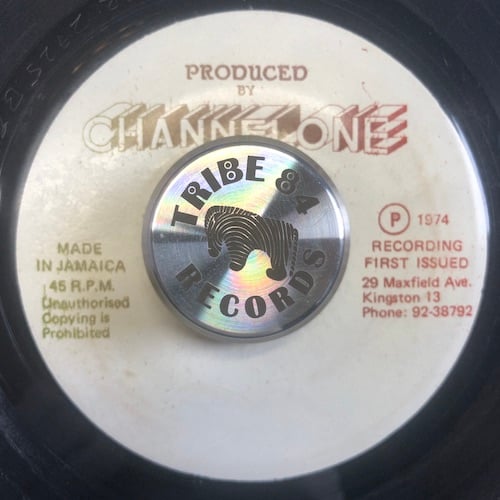 PRODUCED
BY
CHANNEL ONE
TRIBE 84
RECORDS
P 1974
RECORDING
FIRST ISSUED
29 Maxfield Ave.
Kingston 13
Phone: 92-38792
MADE
IN JAMAICA
45 R.P.M.
Unauthorised
Copying is
Prohibited